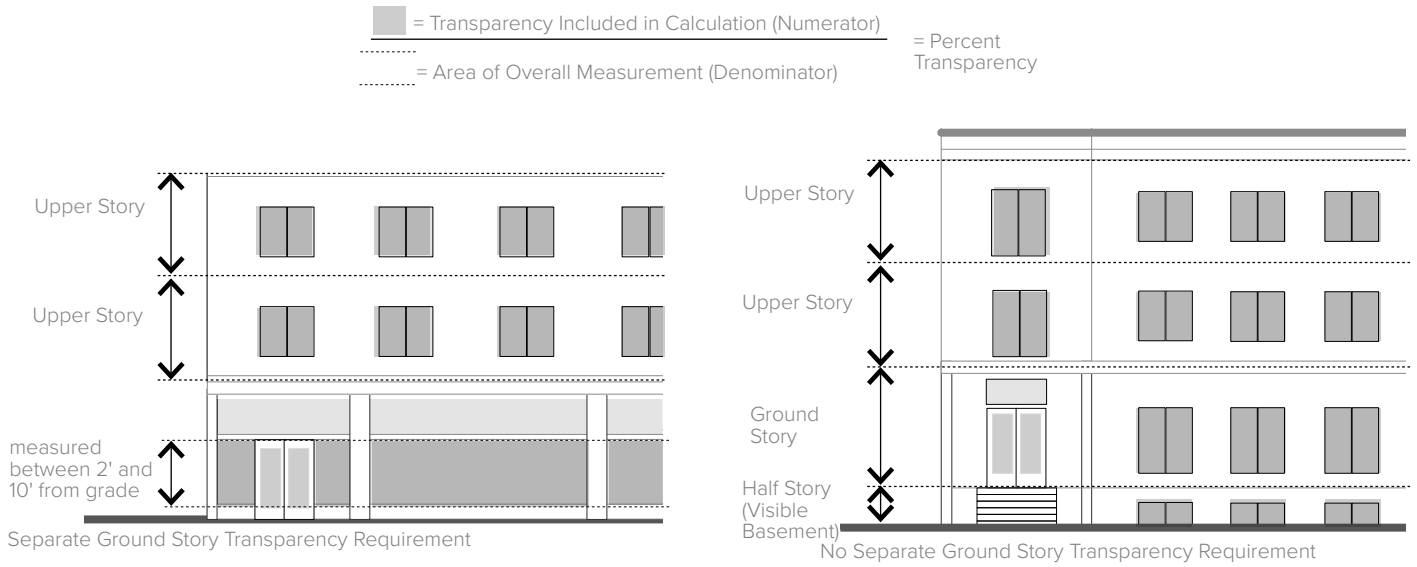 = Transparency Included in Calculation (Numerator)
= Area of Overall Measurement (Denominator)
= Percent
Transparency
Upper Story
Upper Story
measured
between 2' and
10' from grade
Separate Ground Story Transparency Requirement
Upper Story
Upper Story
Ground
Story
Half Story
(Visible
Basement)
No Separate Ground Story Transparency Requirement